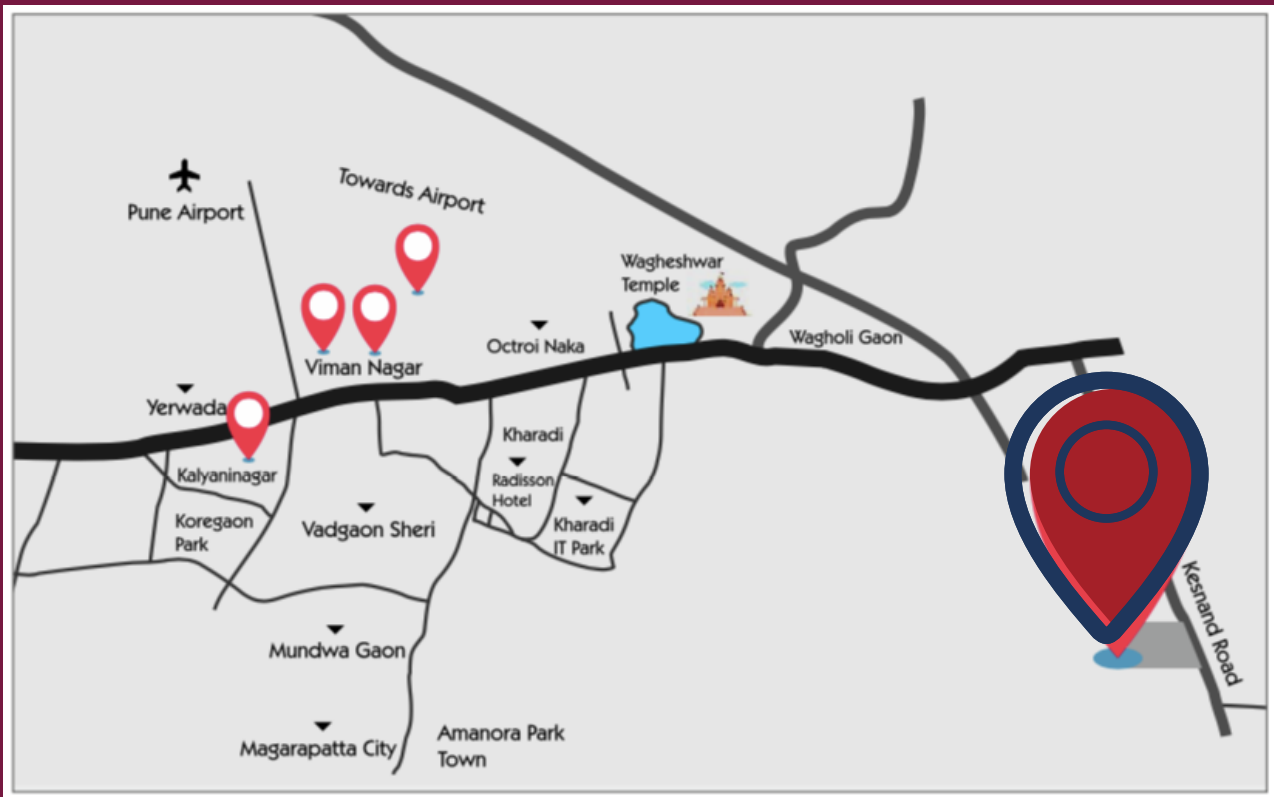 Towards Airport
Pune Airport
Wagheshwar
Temple
Wagholi Gaon
Octroi Naka
Viman Nagar
Yerwada
Kharadi
Kalyaninagar
Radisson
Hotel
Koregaon
Park
Vadgaon Sheri
Kharadi
IT Park
Kesnand Road
Mundwa Gaon
Magarapatta City
Amanora Park
Town